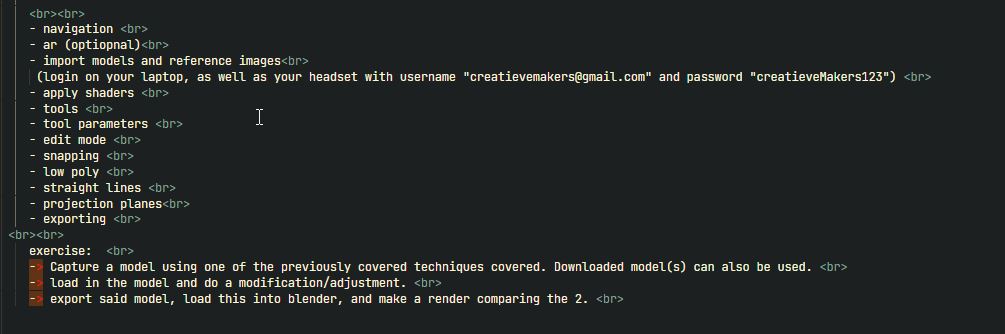 <br><br>
- navigation <br>
- ar (optiopnal)<br>
- import models and reference images<br>
(login on your laptop, as well as your headset with username "creatievemakers@gmail.com" and password "creatieveMakers123") <br>
- apply shaders <br>
- tools <br>
- tool parameters <br>
- edit mode <br>
- snapping <br>
- low poly <br>
- straight lines <br>
- projection planes<br>
- exporting <br>
<br><br>
exercise:  <br>
-> Capture a model using one of the previously covered techniques covered. Downloaded model(s) can also be used. <br>
-> load in the model and do a modification/adjustment. <br>
-> export said model, load this into blender, and make a render comparing the 2. <br>